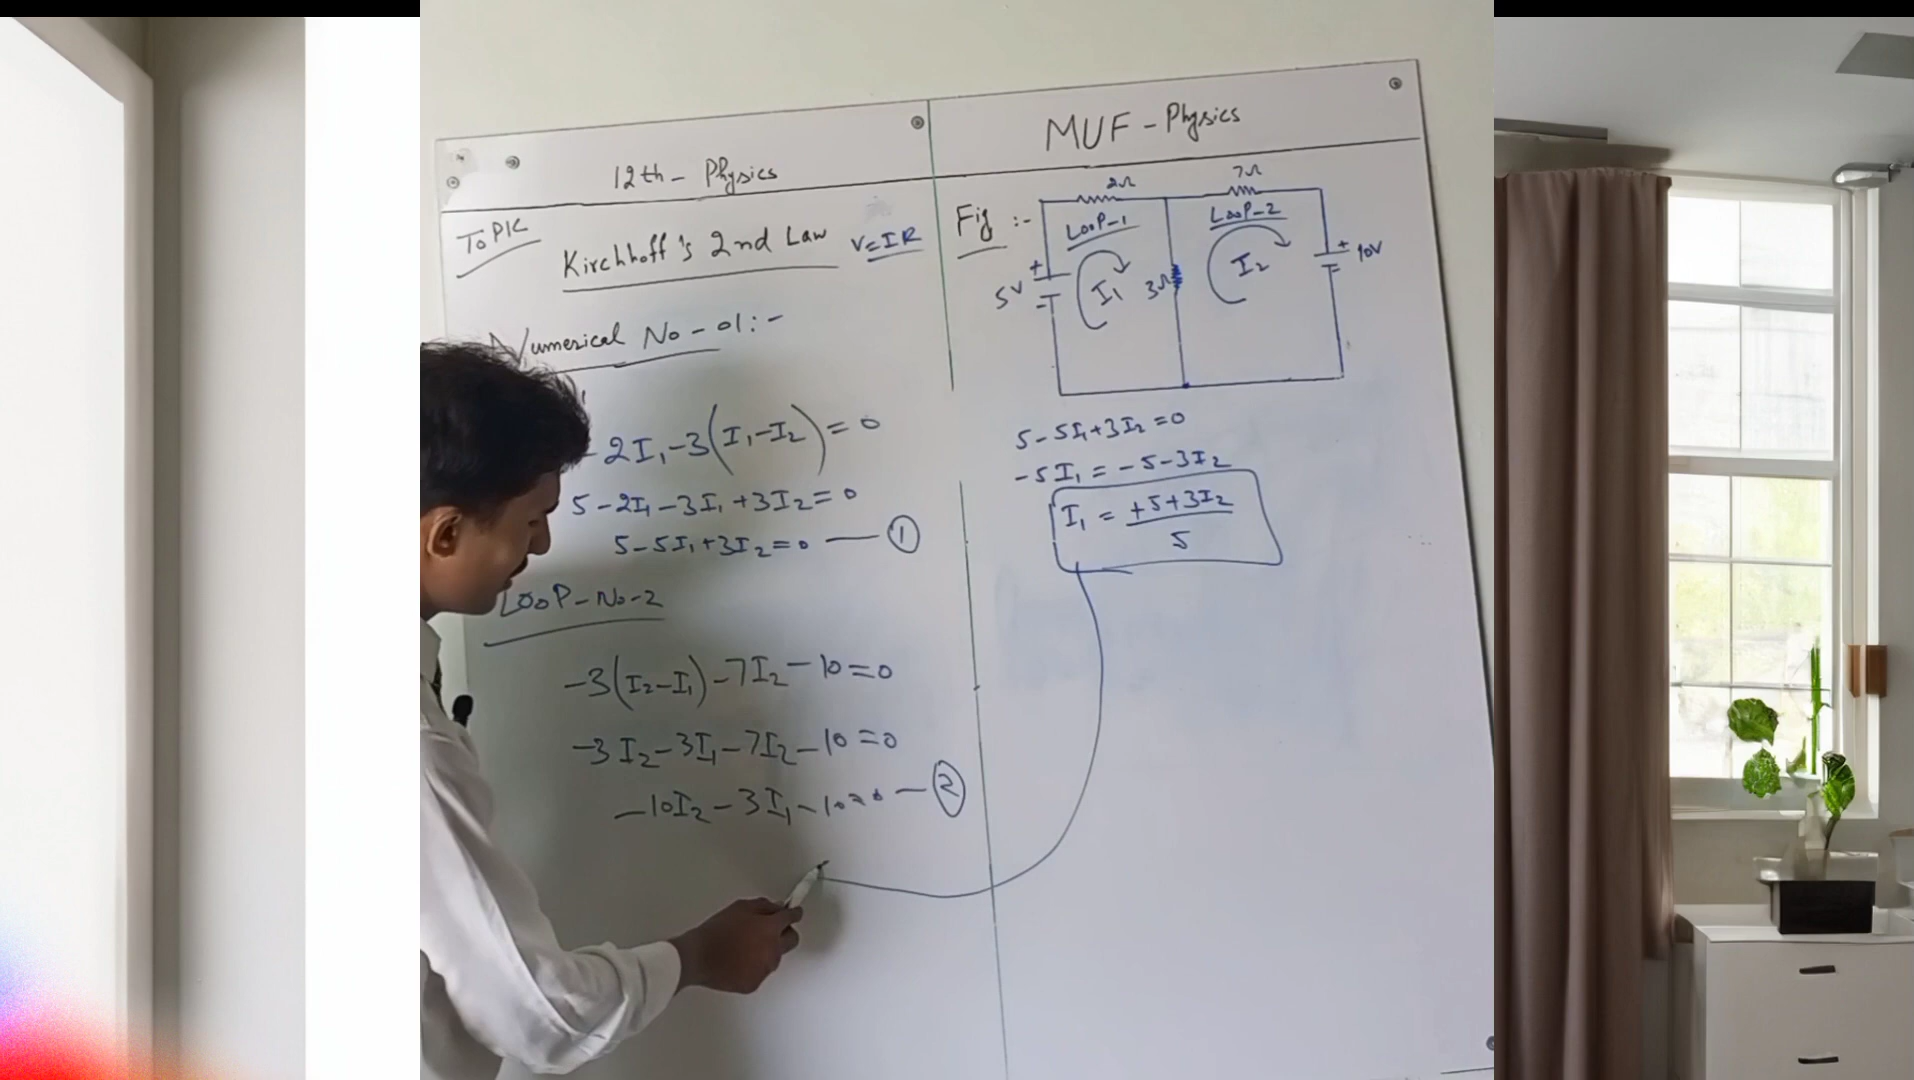 12th - Physics
TOPIC
Kirchhoff's 2nd Law V=IR
Numerical No-01:-
- 2I₁-3(I₁-I₂) = 0
5-2I₁-3I₁+3I₂=0
5-5I₁+3I₂=0 — ①
LOOP-No-2
-3(I₂-I₁)-7I₂-10=0
-3I₂-3I₁-7I₂-10=0
-10I₂-3I₁-10=0 — ②
MUF - Physics
Fig :-
2Ω
7Ω
LOOP-1
LOOP-2
+
5V
-
I₁
3Ω
I₂
+
10V
-
5-5I₁+3I₂=0
-5I₁ = -5-3I₂
I₁ = +5+3I₂
5